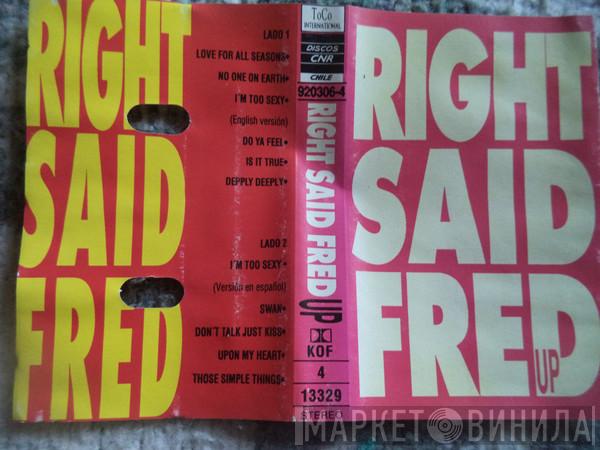 RIGHT
SAID
FRED
LADO 1
LOVE FOR ALL SEASONS•
NO ONE ON EARTH•
I'M TOO SEXY•
(English versión)
DO YA FEEL•
IS IT TRUE•
DEPPLY DEEPLY•
LADO 2
I'M TOO SEXY•
(Versión en español)
SWAN•
DON'T TALK JUST KISS•
UPON MY HEART•
THOSE SIMPLE THINGS•
ToCo
INTERNATIONAL
DISCOS
CNR
CHILE
920306-4
RIGHT SAID FRED UP
KOF
4
13329
STEREO
RIGHT
SAID
FRED
UP
МАРКЕТ ВИНИЛА